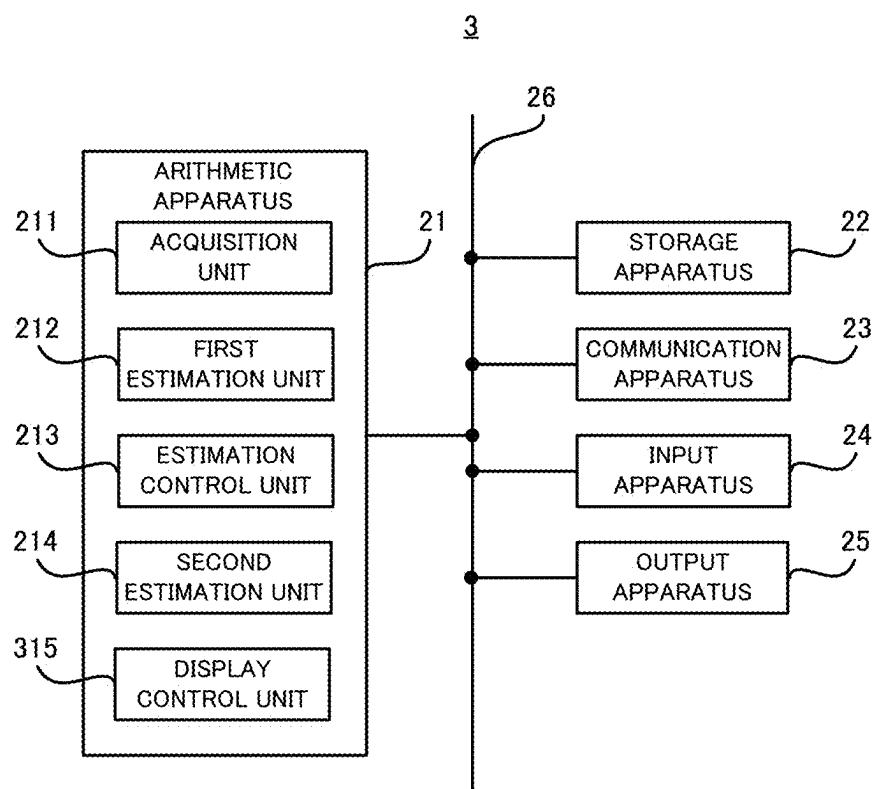 3
26
ARITHMETIC
APPARATUS
211
ACQUISITION
UNIT
21
STORAGE
APPARATUS
22
212
FIRST
ESTIMATION UNIT
COMMUNICATION
APPARATUS
23
213
ESTIMATION
CONTROL UNIT
INPUT
APPARATUS
24
214
SECOND
ESTIMATION UNIT
OUTPUT
APPARATUS
25
315
DISPLAY
CONTROL UNIT